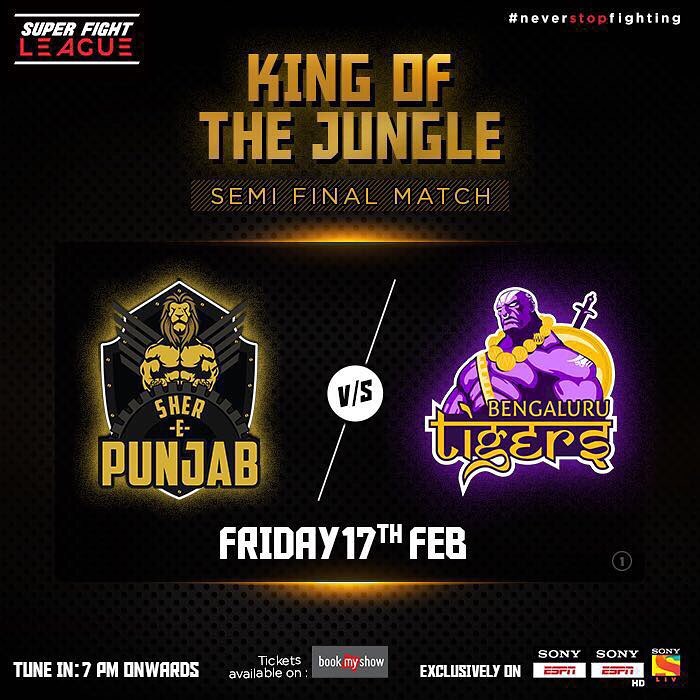 SUPER FIGHT
LEAGUE
#neverstopfighting
KING OF
THE JUNGLE
SEMI FINAL MATCH
SHER
-E-
PUNJAB
V/S
BENGALURU
tigers
FRIDAY 17TH FEB
1
TUNE IN: 7 PM ONWARDS
Tickets
available on :
bookmyshow
EXCLUSIVELY ON
SONY
ESPN
SONY
ESPN
HD
SONY
LIV